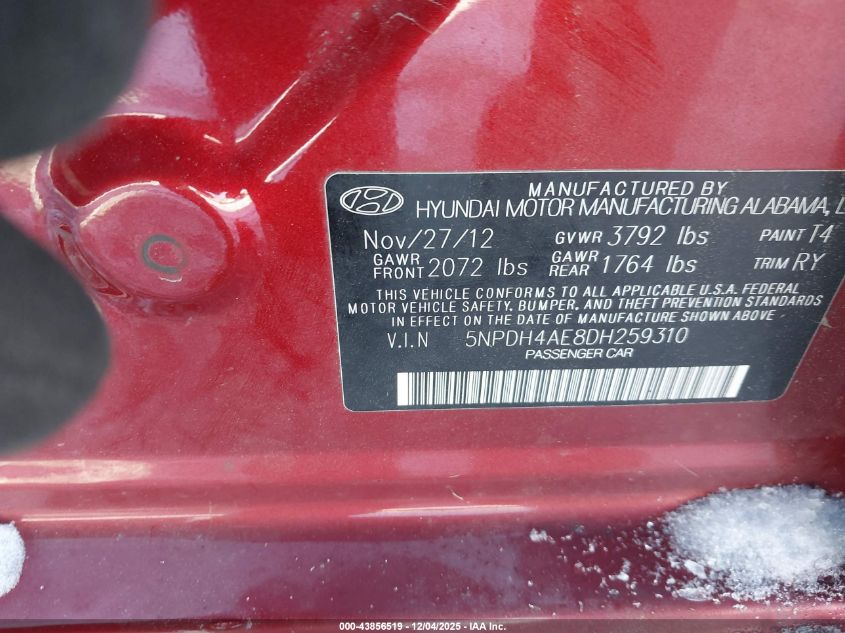 MANUFACTURED BY
HYUNDAI MOTOR MANUFACTURING ALABAMA,
Nov/27/12 GVWR 3792 lbs PAINT T4
GAWR FRONT 2072 lbs GAWR REAR 1764 lbs TRIM RY
THIS VEHICLE CONFORMS TO ALL APPLICABLE U.S.A. FEDERAL
MOTOR VEHICLE SAFETY, BUMPER, AND THEFT PREVENTION STANDARDS
IN EFFECT ON THE DATE OF MANUFACTURE SHOWN ABOVE
V.I.N 5NPDH4AE8DH259310
PASSENGER CAR
000-43856519 - 12/04/2025 - IAA Inc.